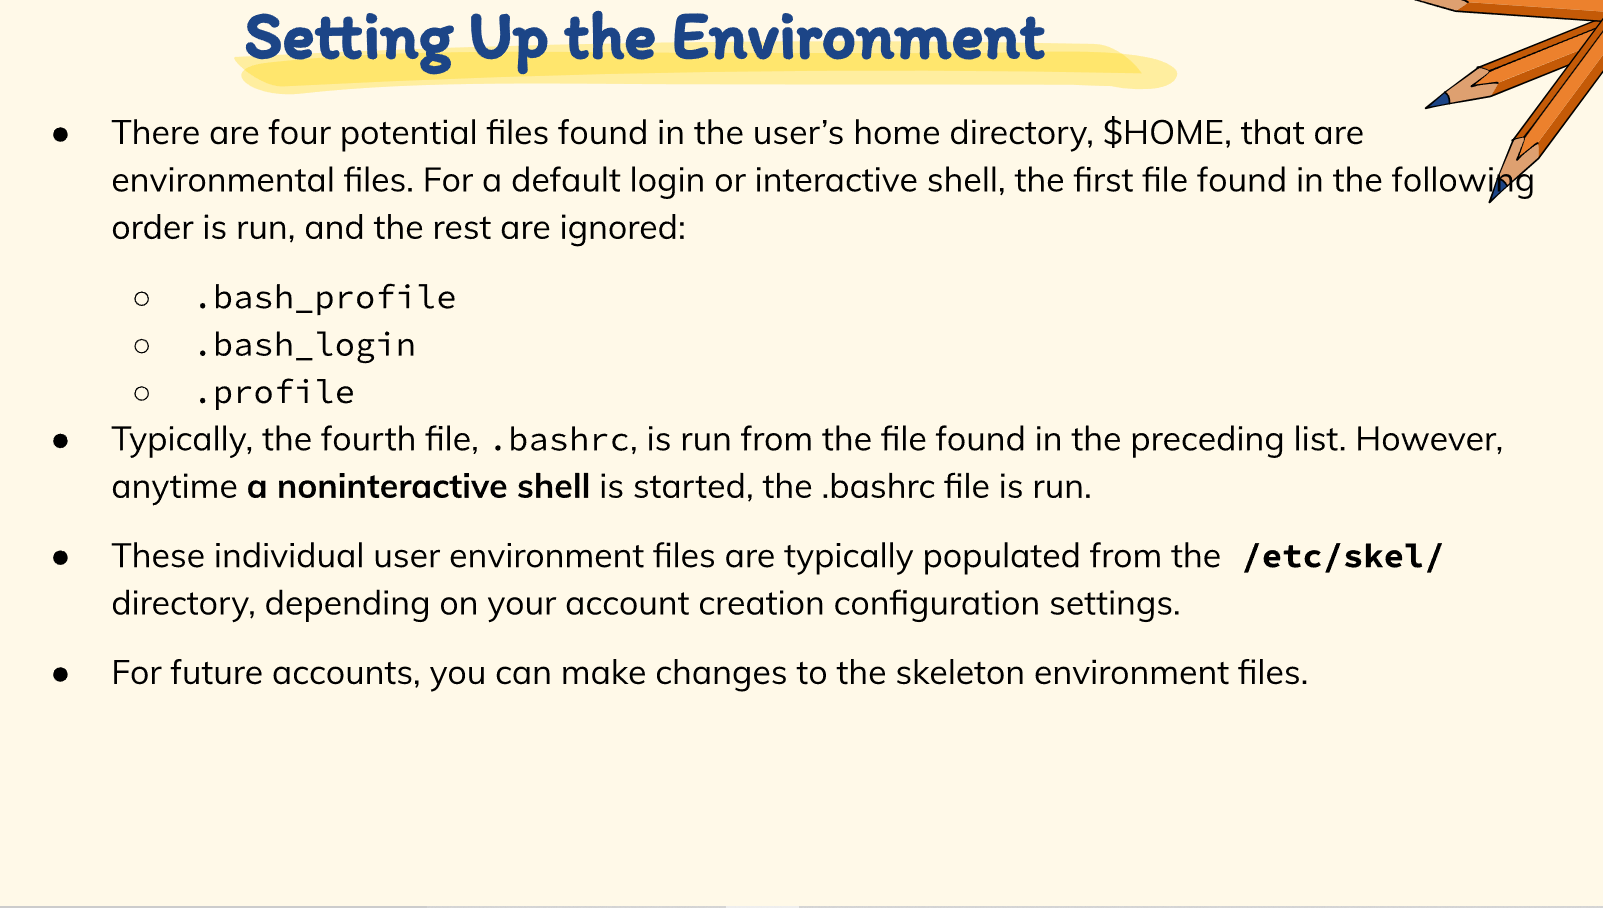 Setting Up the Environment
● There are four potential files found in the user’s home directory, $HOME, that are
environmental files. For a default login or interactive shell, the first file found in the following
order is run, and the rest are ignored:
○ .bash_profile
○ .bash_login
○ .profile
● Typically, the fourth file, .bashrc, is run from the file found in the preceding list. However,
anytime a noninteractive shell is started, the .bashrc file is run.
● These individual user environment files are typically populated from the /etc/skel/
directory, depending on your account creation configuration settings.
● For future accounts, you can make changes to the skeleton environment files.